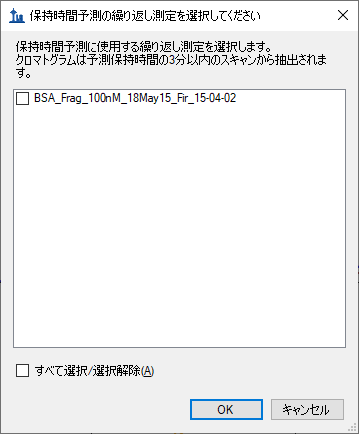 保持時間予測の繰り返し測定を選択してください
保持時間予測に使用する繰り返し測定を選択します。
クロマトグラムは予測保持時間の3分以内のスキャンから抽出されま
す。
BSA_Frag_100nM_18May15_Fir_15-04-02
すべて選択/選択解除(A)
OK
キャンセル